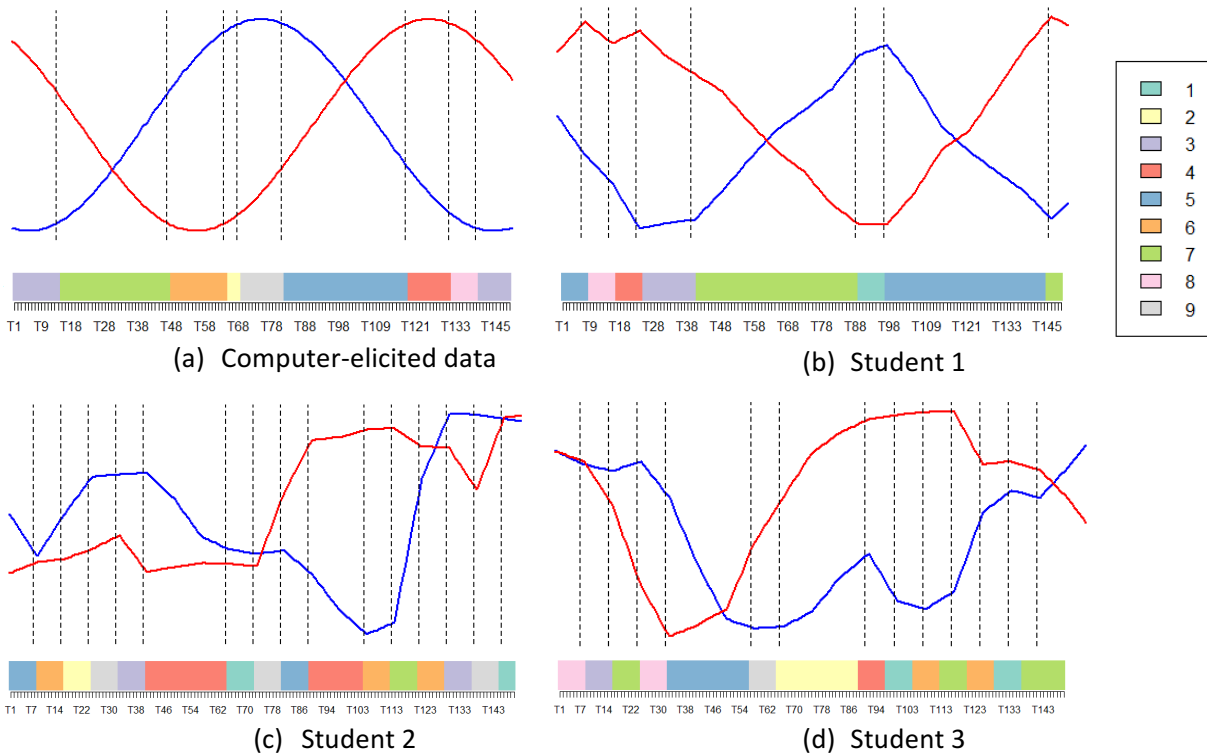 1
2
3
4
5
6
7
8
9
T1 T9 T18 T28 T38 T48 T58 T68 T78 T88 T98 T109 T121 T133 T145
(a) Computer-elicited data
T1 T9 T18 T28 T38 T48 T58 T68 T78 T88 T98 T109 T121 T133 T145
(b) Student 1
T1 T7 T14 T22 T30 T38 T46 T54 T62 T70 T78 T86 T94 T103 T113 T123 T133 T143
(c) Student 2
T1 T7 T14 T22 T30 T38 T46 T54 T62 T70 T78 T86 T94 T103 T113 T123 T133 T143
(d) Student 3